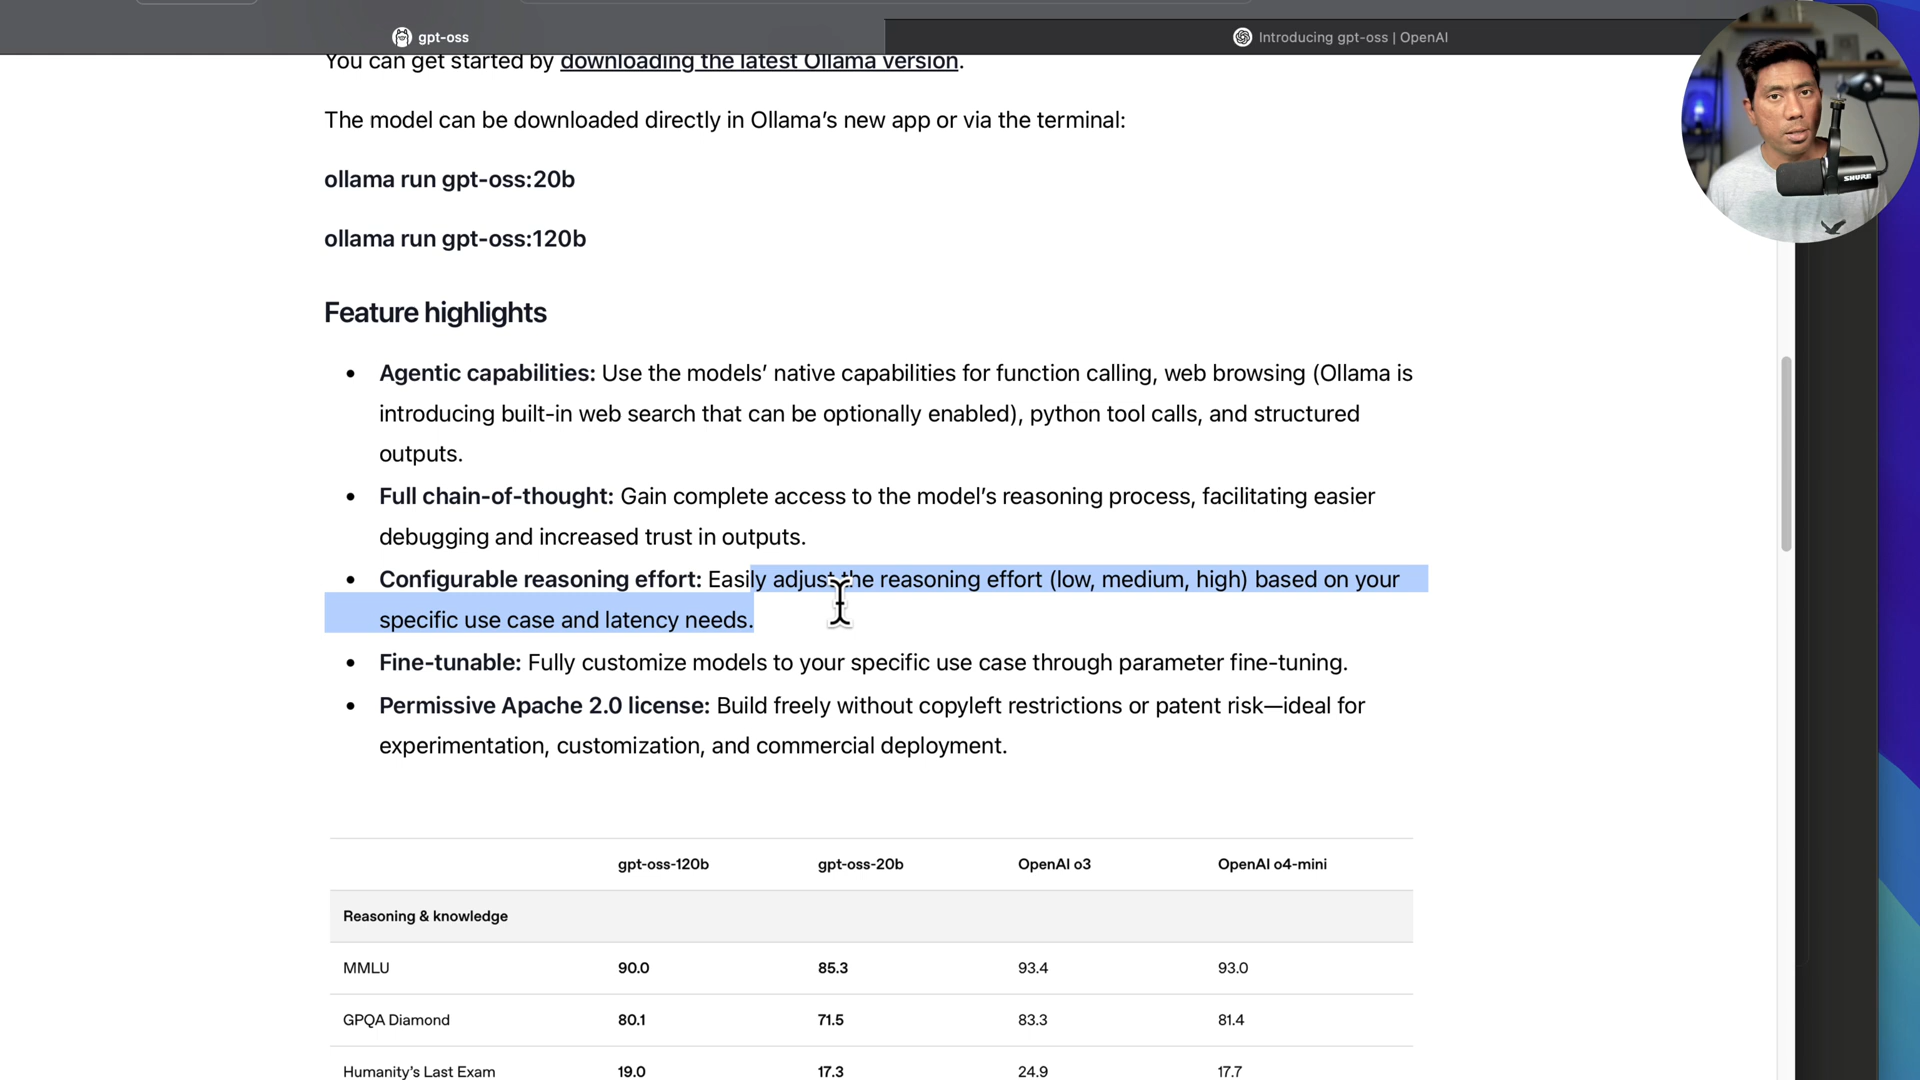 gpt-oss
Introducing gpt-oss | OpenAI
You can get started by downloading the latest Ollama version.
The model can be downloaded directly in Ollama’s new app or via the terminal:
ollama run gpt-oss:20b
ollama run gpt-oss:120b
Feature highlights
• Agentic capabilities: Use the models’ native capabilities for function calling, web browsing (Ollama is
introducing built-in web search that can be optionally enabled), python tool calls, and structured
outputs.
• Full chain-of-thought: Gain complete access to the model’s reasoning process, facilitating easier
debugging and increased trust in outputs.
• Configurable reasoning effort: Easily adjust the reasoning effort (low, medium, high) based on your
specific use case and latency needs.
• Fine-tunable: Fully customize models to your specific use case through parameter fine-tuning.
• Permissive Apache 2.0 license: Build freely without copyleft restrictions or patent risk—ideal for
experimentation, customization, and commercial deployment.
gpt-oss-120b gpt-oss-20b OpenAI o3 OpenAI o4-mini
Reasoning & knowledge
MMLU 90.0 85.3 93.4 93.0
GPQA Diamond 80.1 71.5 83.3 81.4
Humanity’s Last Exam 19.0 17.3 24.9 17.7
SHURE